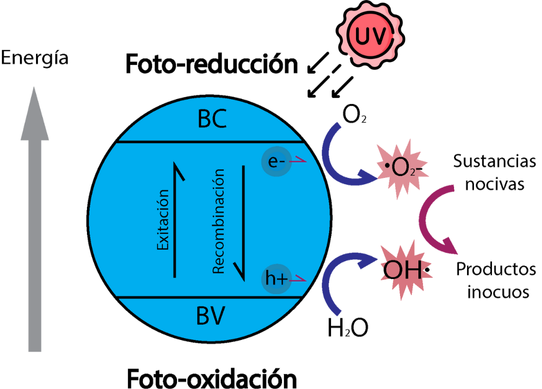 UV
Energía
Foto-reducción
O₂
BC
e-
•O₂-
Sustancias
nocivas
Exitación
Recombinación
h+
OH•
Productos
inocuos
BV
H₂O
Foto-oxidación